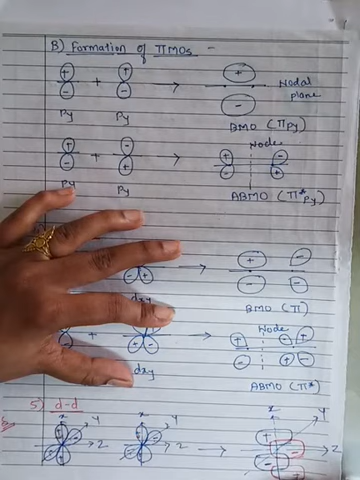 B) Formation of ΠMOs -
+ + + → +
- - - Nodal plane
Py Py BMO (ΠPy)
Node
+ + - → + -
- - + - +
Py Py ABMO (Π*Py)
→ + -
+ - - -
dxy BMO (Π)
Node
+ → + - +
- + - - + -
dxy ABMO (Π*)
5) d-d
x Y x Y x Y
+ - Z + - Z → + - Z